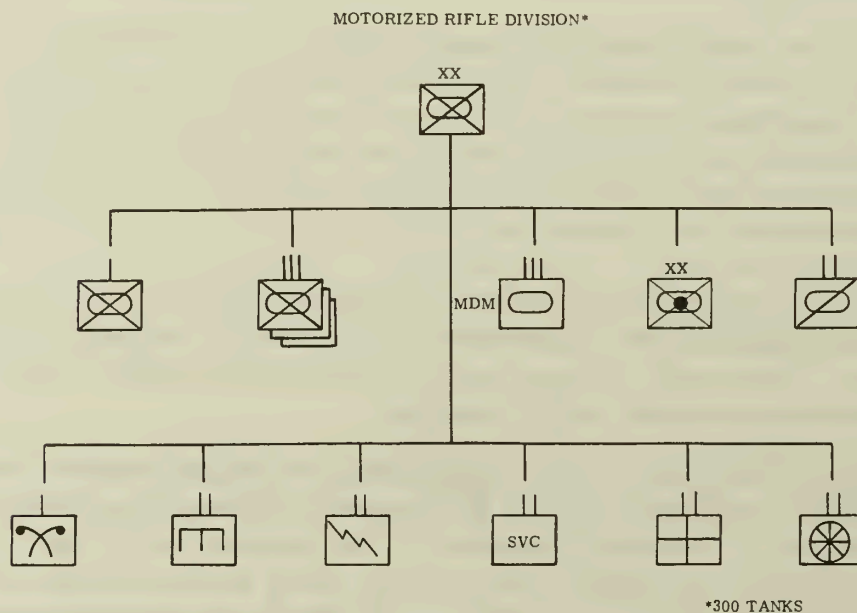 MOTORIZED RIFLE DIVISION*
XX
MDM
XX
SVC
*300 TANKS